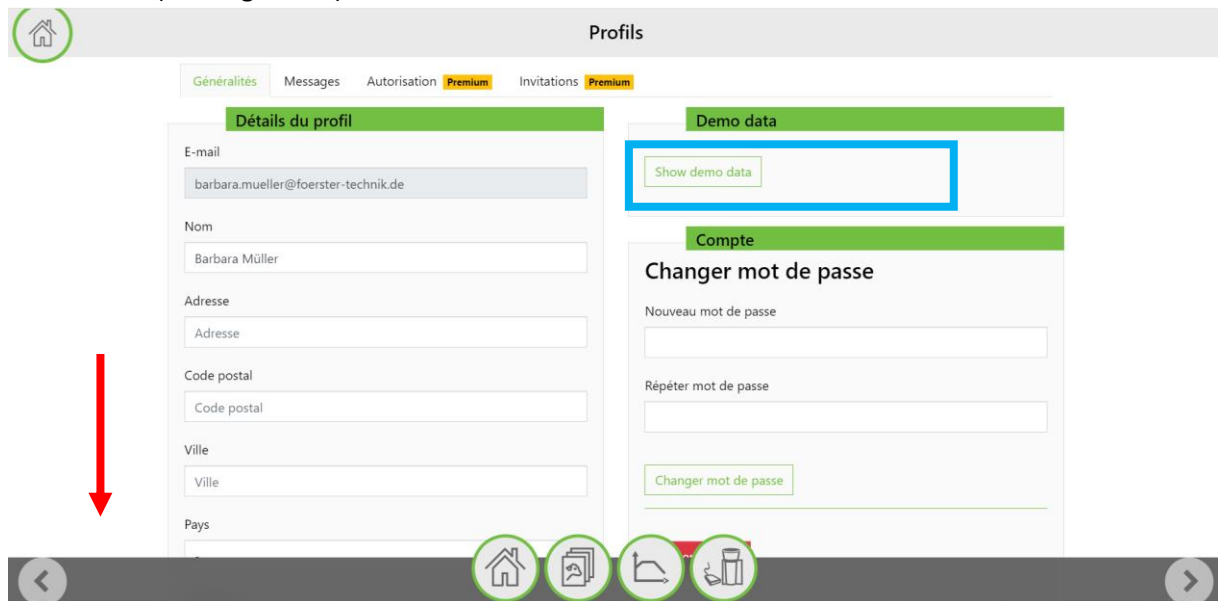 Profils
Généralités Messages Autorisation Premium Invitations Premium
Détails du profil
E-mail
barbara.mueller@foerster-technik.de
Nom
Barbara Müller
Adresse
Adresse
Code postal
Code postal
Ville
Ville
Pays
Demo data
Show demo data
Compte
Changer mot de passe
Nouveau mot de passe
Répéter mot de passe
Changer mot de passe